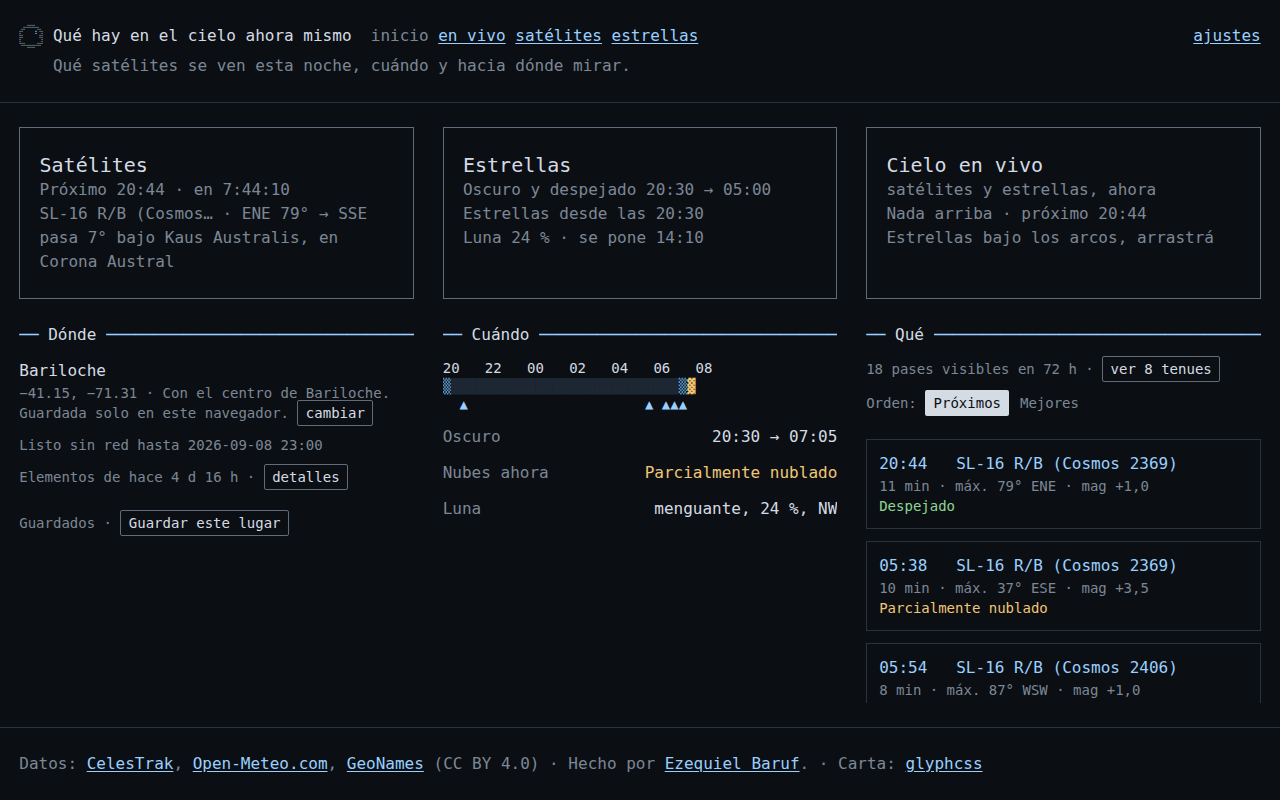 Qué hay en el cielo ahora mismo inicio en vivo satélites estrellas ajustes
Qué satélites se ven esta noche, cuándo y hacia dónde mirar.
Satélites
Próximo 20:44 · en 7:44:10
SL-16 R/B (Cosmos… · ENE 79° → SSE
pasa 7° bajo Kaus Australis, en
Corona Austral
Estrellas
Oscuro y despejado 20:30 → 05:00
Estrellas desde las 20:30
Luna 24 % · se pone 14:10
Cielo en vivo
satélites y estrellas, ahora
Nada arriba · próximo 20:44
Estrellas bajo los arcos, arrastrá
Dónde
Bariloche
−41.15, −71.31 · Con el centro de Bariloche.
Guardada solo en este navegador. cambiar
Listo sin red hasta 2026-09-08 23:00
Elementos de hace 4 d 16 h · detalles
Guardados · Guardar este lugar
Cuándo
20 22 00 02 04 06 08
Oscuro 20:30 → 07:05
Nubes ahora Parcialmente nublado
Luna menguante, 24 %, NW
Qué
18 pases visibles en 72 h · ver 8 tenues
Orden: Próximos Mejores
20:44 SL-16 R/B (Cosmos 2369)
11 min · máx. 79° ENE · mag +1,0
Despejado
05:38 SL-16 R/B (Cosmos 2369)
10 min · máx. 37° ESE · mag +3,5
Parcialmente nublado
05:54 SL-16 R/B (Cosmos 2406)
8 min · máx. 87° WSW · mag +1,0
Datos: CelesTrak, Open-Meteo.com, GeoNames (CC BY 4.0) · Hecho por Ezequiel Baruf. · Carta: glyphcss